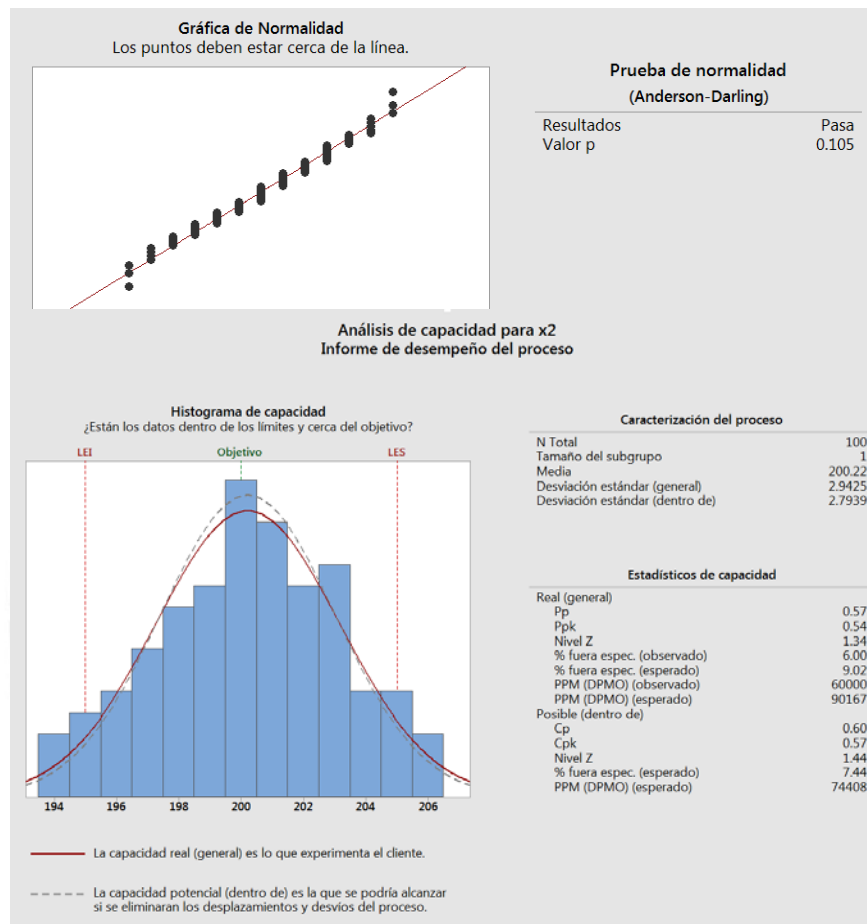 Gráfica de Normalidad
Los puntos deben estar cerca de la línea.
Prueba de normalidad
(Anderson-Darling)
Resultados Pasa
Valor p 0.105
Análisis de capacidad para x2
Informe de desempeño del proceso
Histograma de capacidad
¿Están los datos dentro de los límites y cerca del objetivo?
LEI Objetivo LES
194 196 198 200 202 204 206
La capacidad real (general) es lo que experimenta el cliente.
La capacidad potencial (dentro de) es la que se podría alcanzar
si se eliminaran los desplazamientos y desvíos del proceso.
Caracterización del proceso
N Total 100
Tamaño del subgrupo 1
Media 200.22
Desviación estándar (general) 2.9425
Desviación estándar (dentro de) 2.7939
Estadísticos de capacidad
Real (general)
Pp 0.57
Ppk 0.54
Nivel Z 1.34
% fuera espec. (observado) 6.00
% fuera espec. (esperado) 9.02
PPM (DPMO) (observado) 60000
PPM (DPMO) (esperado) 90167
Posible (dentro de)
Cp 0.60
Cpk 0.57
Nivel Z 1.44
% fuera espec. (esperado) 7.44
PPM (DPMO) (esperado) 74408